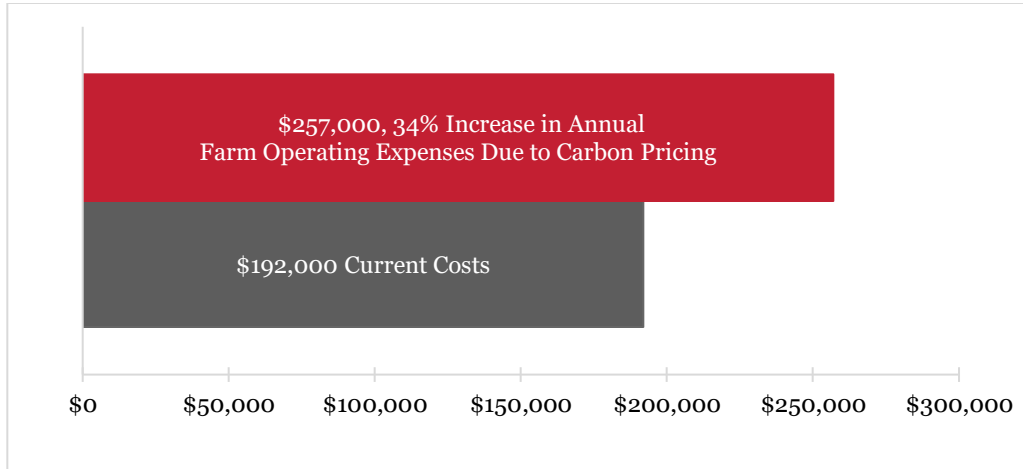 $257,000, 34% Increase in Annual
Farm Operating Expenses Due to Carbon Pricing
$192,000 Current Costs
$0 $50,000 $100,000 $150,000 $200,000 $250,000 $300,000